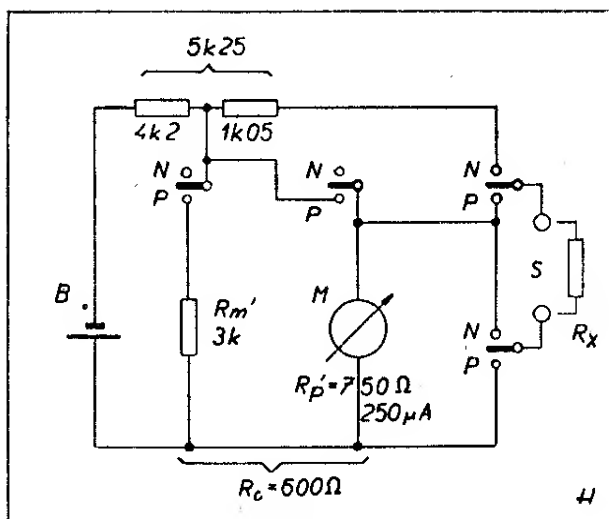 5k25
4k2
1k05
N
P
N
P
N
P
B
Rm'
3k
M
Rp'=750Ω
250µA
N
P
S
Rx
Rc=600Ω
H